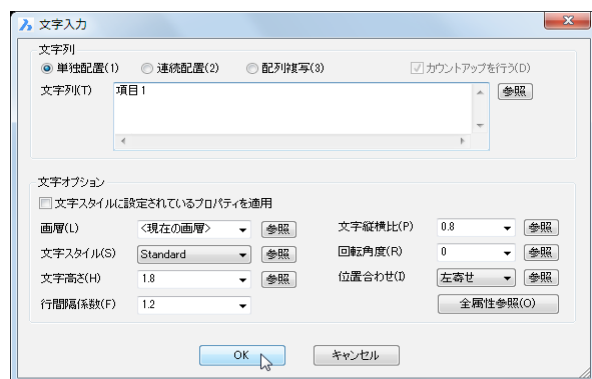 文字入力
文字列
単独配置(1) 連続配置(2) 配列複写(3) カウントアップを行う(D)
文字列(T) 項目1 参照
文字オプション
文字スタイルに設定されているプロパティを適用
画層(L) <現在の画層> 参照 文字縦横比(P) 0.8 参照
文字スタイル(S) Standard 参照 回転角度(R) 0 参照
文字高さ(H) 1.8 参照 位置合わせ(I) 左寄せ 参照
行間隔係数(F) 1.2 全属性参照(O)
OK キャンセル